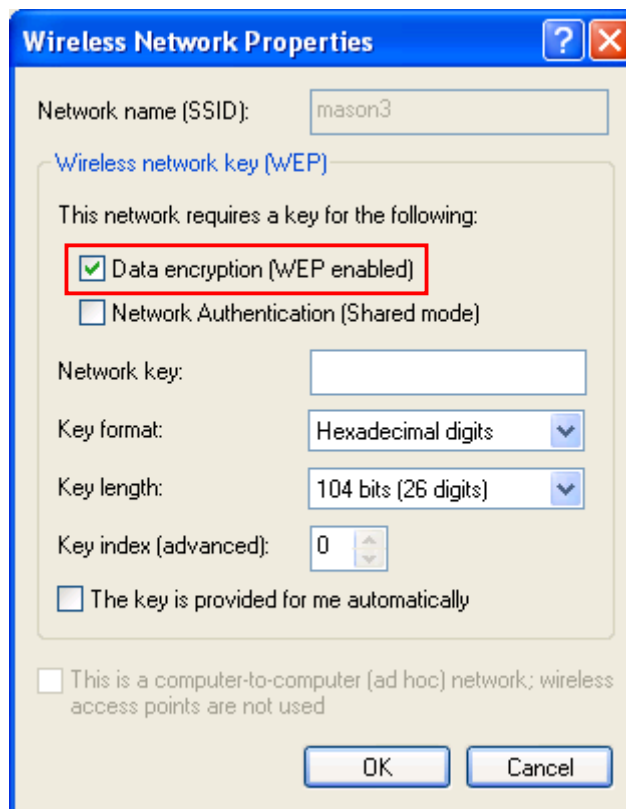 Wireless Network Properties
Network name (SSID): mason3
Wireless network key (WEP)
This network requires a key for the following:
Data encryption (WEP enabled)
Network Authentication (Shared mode)
Network key:
Key format: Hexadecimal digits
Key length: 104 bits (26 digits)
Key index (advanced): 0
The key is provided for me automatically
This is a computer-to-computer (ad hoc) network; wireless
access points are not used
OK Cancel